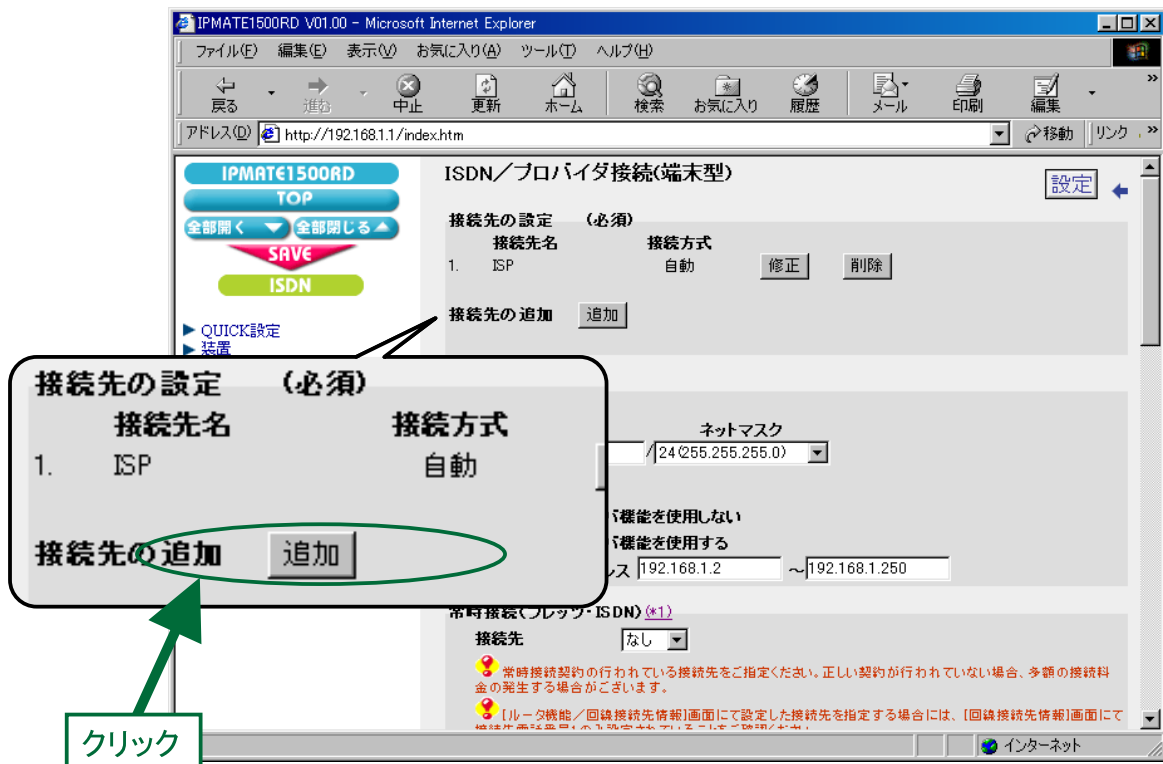 IPMATE1500RD V01.00 - Microsoft Internet Explorer
ファイル(F) 編集(E) 表示(V) お気に入り(A) ツール(T) ヘルプ(H)
戻る 進む 中止 更新 ホーム 検索 お気に入り 履歴 メール 印刷 編集 »
アドレス(D) http://192.168.1.1/index.htm 移動 リンク »
IPMATE1500RD
TOP
全部開く 全部閉じる
SAVE
ISDN
QUICK設定
装置
ISDN／プロバイダ接続(端末型)
設定
接続先の設定 (必須)
接続先名 接続方式
1. ISP 自動 修正 削除
接続先の追加 追加
接続先の設定 (必須)
接続先名 接続方式
1. ISP 自動
接続先の追加 追加
クリック
ネットマスク
/ 24(255.255.255.0)
機能を使用しない
機能を使用する
レス 192.168.1.2 ～ 192.168.1.250
常時接続(フレッツ・ISDN) (*1)
接続先 なし
常時接続契約の行われている接続先をご指定ください。正しい契約が行われていない場合、多額の接続料
金の発生する場合がございます。
[ルータ機能／回線接続先情報]画面にて設定した接続先を指定する場合には、[回線接続先情報]画面にて
インターネット